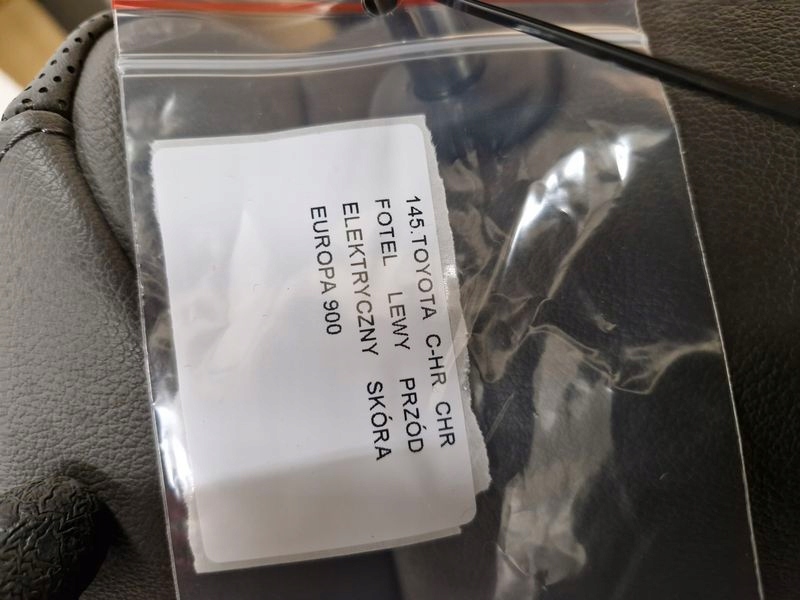 145.TOYOTA C-HR CHR
FOTEL LEWY PRZÓD
ELEKTRYCZNY SKÓRA
EUROPA 900